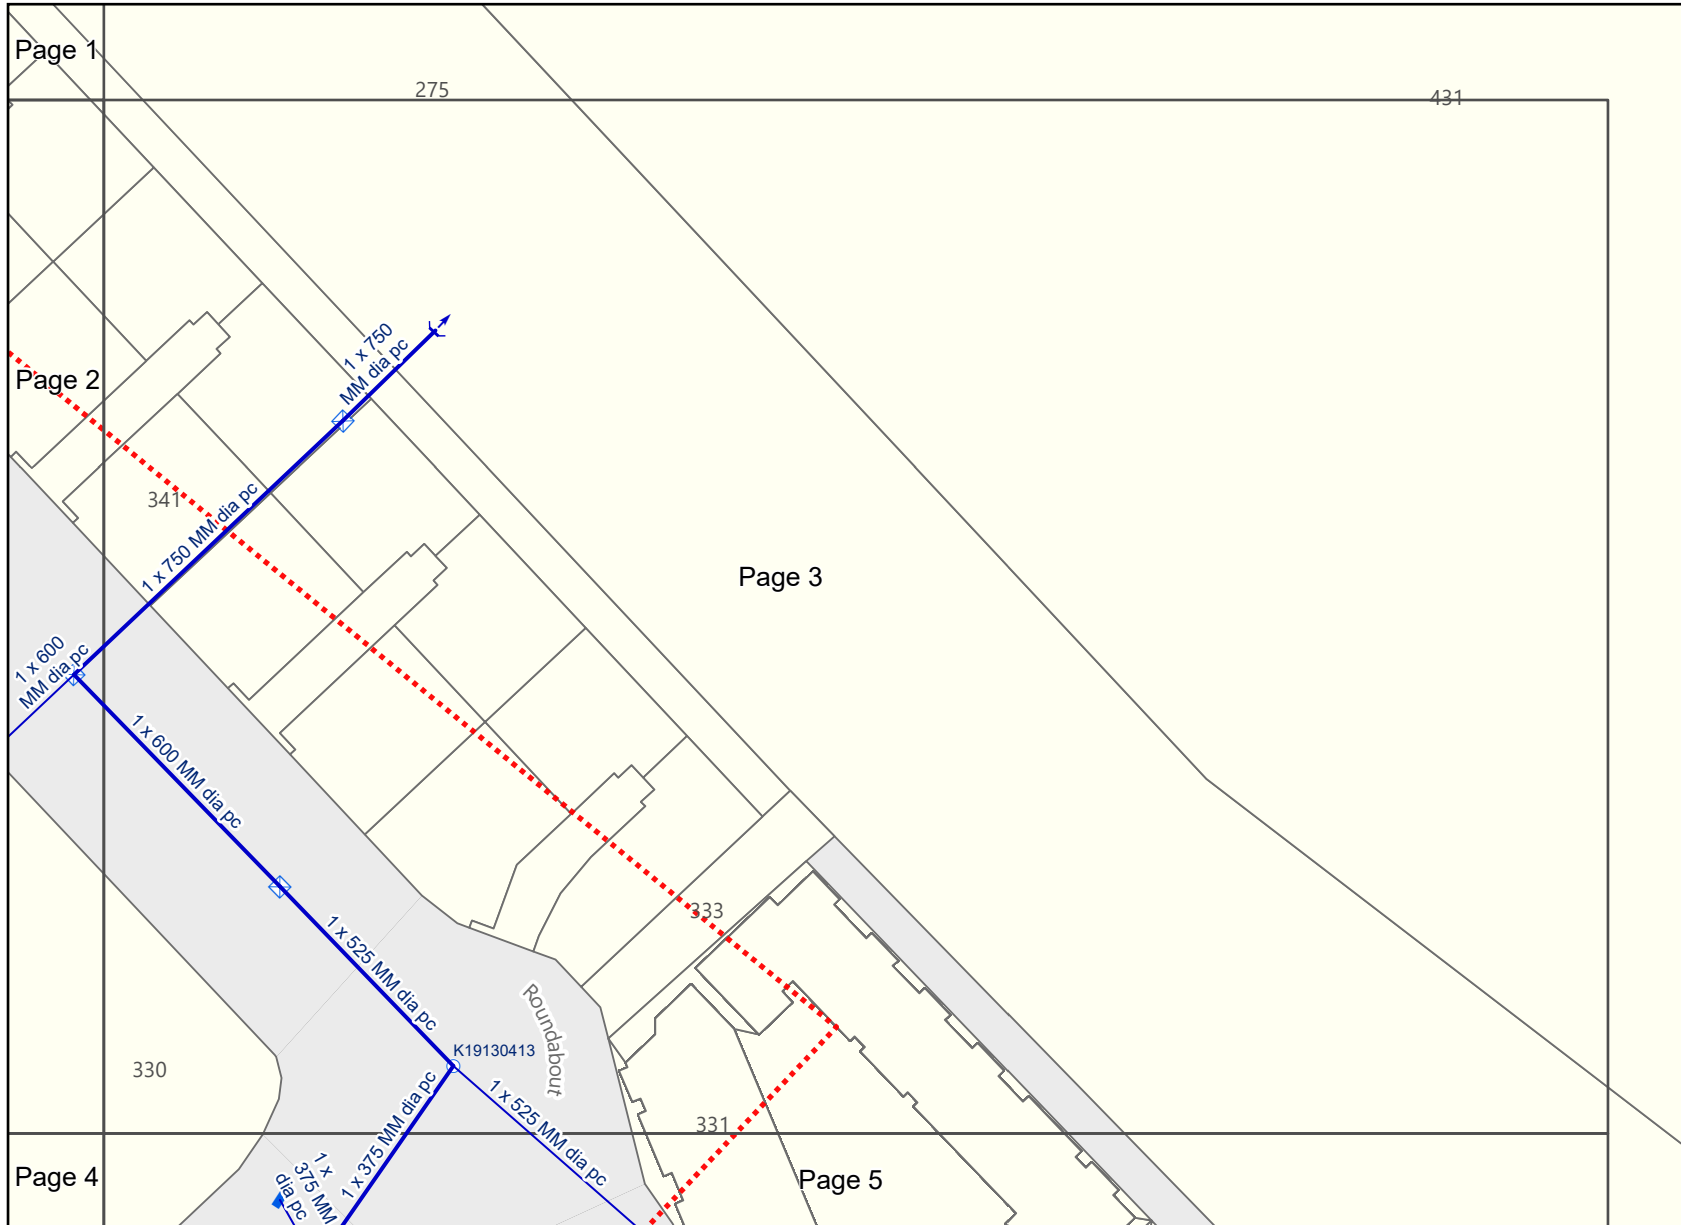 Page 1
275
431
1 x 750
MM dia pc
Page 2
341
1 x 750 MM dia pc
Page 3
1 x 600
MM dia pc
1 x 600 MM dia pc
333
1 x 525 MM dia pc
Roundabout
K19130413
330
1 x 525 MM dia pc
1 x 375 MM dia pc
331
Page 4
1 x
375 MM
dia pc
Page 5